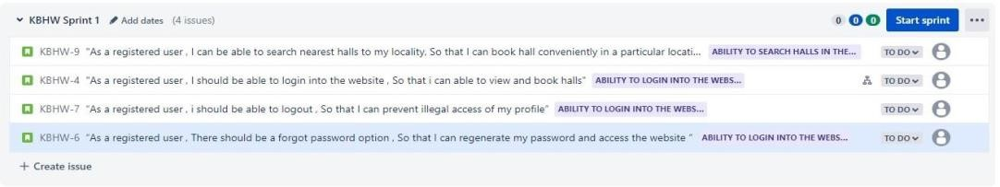 KBHW Sprint 1 Add dates (4 issues) 0 0 0 Start sprint
KBHW-9 "As a registered user , I can be able to search nearest halls to my locality. So that I can book hall conveniently in a particular locati... ABILITY TO SEARCH HALLS IN THE... TO DO
KBHW-4 "As a registered user , I should be able to login into the website , So that i can able to view and book halls" ABILITY TO LOGIN INTO THE WEBS... TO DO
KBHW-7 "As a registered user , i should be able to logout , So that I can prevent illegal access of my profile" ABILITY TO LOGIN INTO THE WEBS... TO DO
KBHW-6 "As a registered user , There should be a forgot password option , So that I can regenerate my password and access the website " ABILITY TO LOGIN INTO THE WEBS... TO DO
+ Create issue